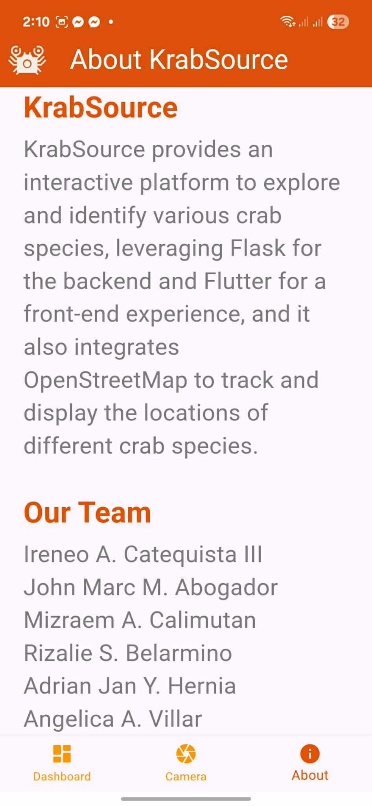 2:10
32
About KrabSource
KrabSource
KrabSource provides an
interactive platform to explore
and identify various crab
species, leveraging Flask for
the backend and Flutter for a
front-end experience, and it
also integrates
OpenStreetMap to track and
display the locations of
different crab species.
Our Team
Ireneo A. Catequista III
John Marc M. Abogador
Mizraem A. Calimutan
Rizalie S. Belarmino
Adrian Jan Y. Hernia
Angelica A. Villar
Dashboard
Camera
About